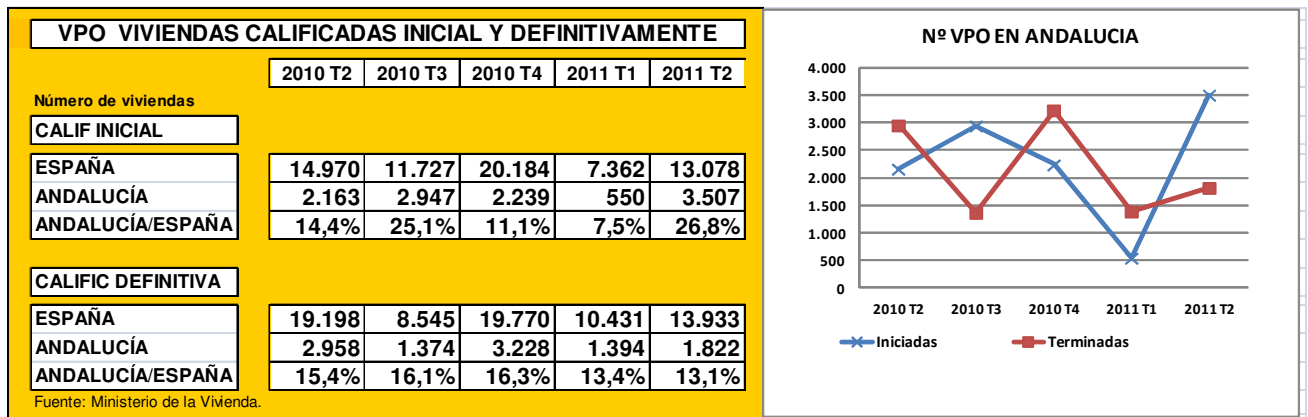 VPO VIVIENDAS CALIFICADAS INICIAL Y DEFINITIVAMENTE
2010 T2 2010 T3 2010 T4 2011 T1 2011 T2
Número de viviendas
CALIF INICIAL
ESPAÑA 14.970 11.727 20.184 7.362 13.078
ANDALUCÍA 2.163 2.947 2.239 550 3.507
ANDALUCÍA/ESPAÑA 14,4% 25,1% 11,1% 7,5% 26,8%
CALIFIC DEFINITIVA
ESPAÑA 19.198 8.545 19.770 10.431 13.933
ANDALUCÍA 2.958 1.374 3.228 1.394 1.822
ANDALUCÍA/ESPAÑA 15,4% 16,1% 16,3% 13,4% 13,1%
Fuente: Ministerio de la Vivienda.
Nº VPO EN ANDALUCIA
4.000
3.500
3.000
2.500
2.000
1.500
1.000
500
0
2010 T2 2010 T3 2010 T4 2011 T1 2011 T2
Iniciadas Terminadas